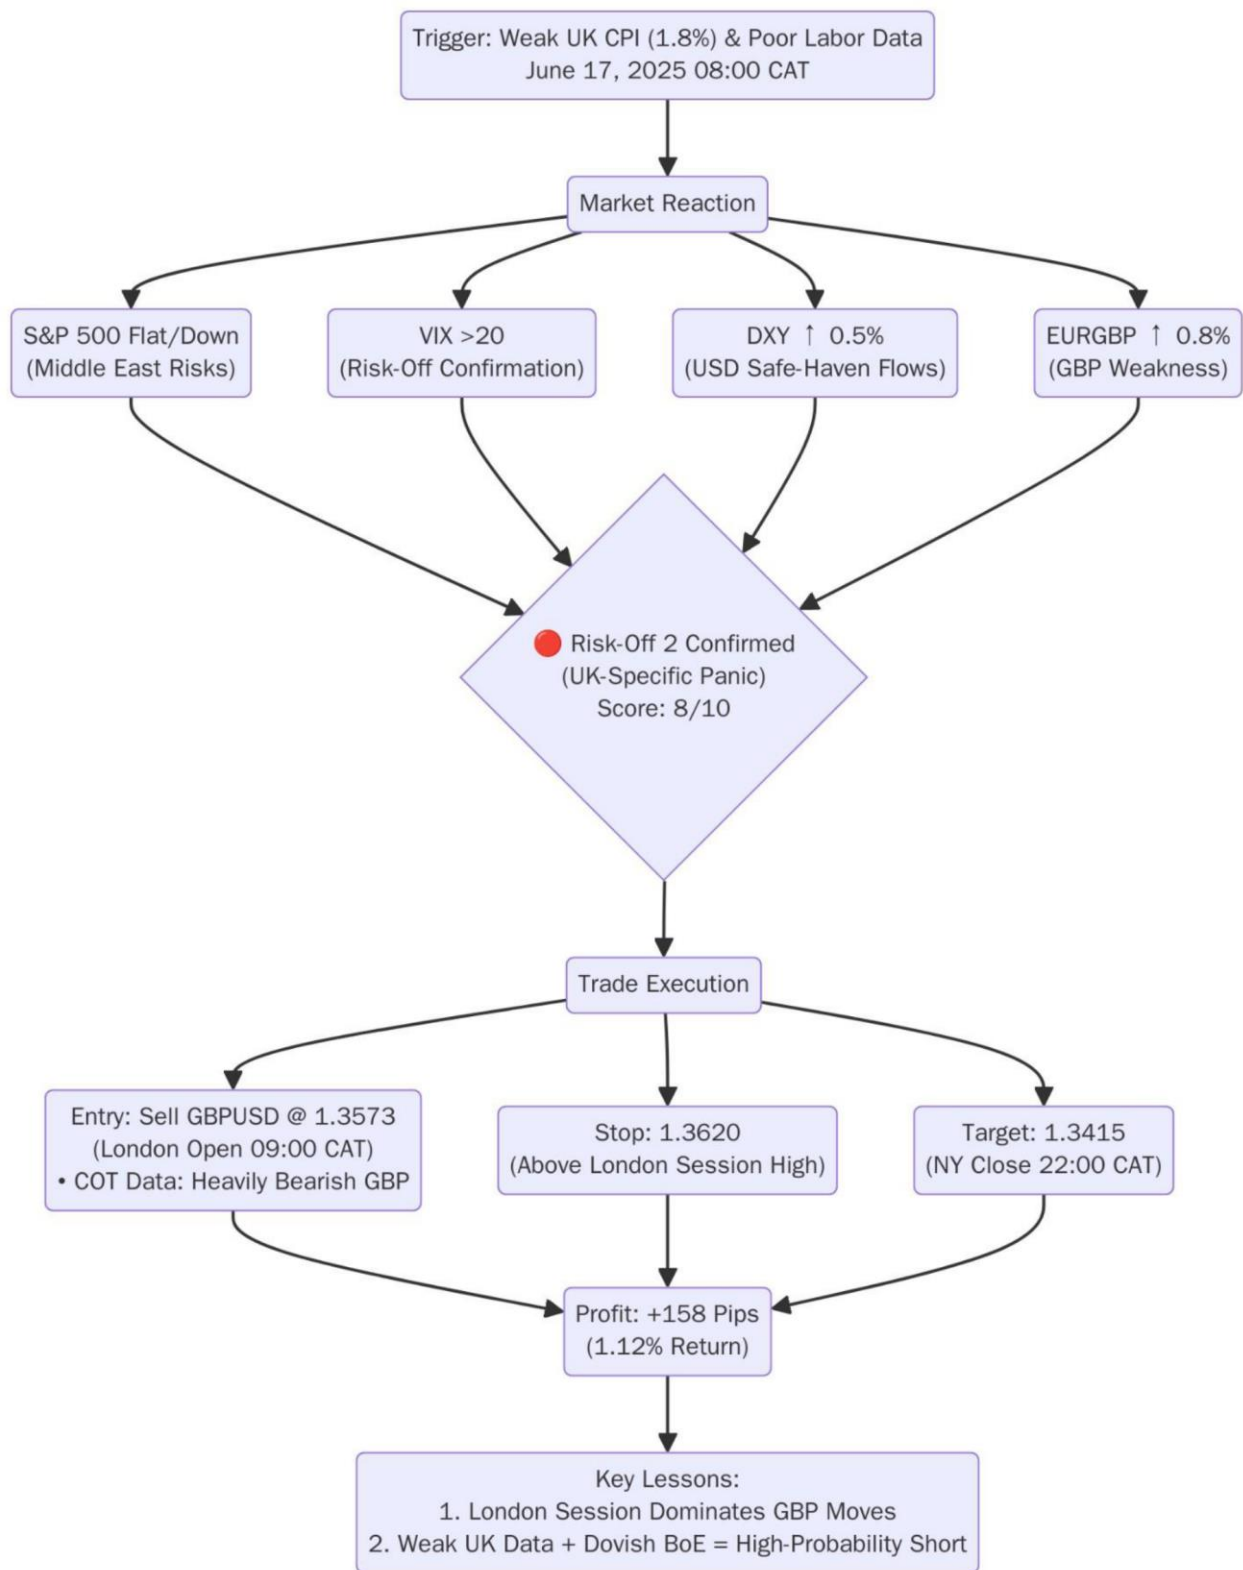 Trigger: Weak UK CPI (1.8%) & Poor Labor Data
June 17, 2025 08:00 CAT
Market Reaction
S&P 500 Flat/Down
(Middle East Risks)
VIX >20
(Risk-Off Confirmation)
DXY ↑ 0.5%
(USD Safe-Haven Flows)
EURGBP ↑ 0.8%
(GBP Weakness)
🔴 Risk-Off 2 Confirmed
(UK-Specific Panic)
Score: 8/10
Trade Execution
Entry: Sell GBPUSD @ 1.3573
(London Open 09:00 CAT)
• COT Data: Heavily Bearish GBP
Stop: 1.3620
(Above London Session High)
Target: 1.3415
(NY Close 22:00 CAT)
Profit: +158 Pips
(1.12% Return)
Key Lessons:
1. London Session Dominates GBP Moves
2. Weak UK Data + Dovish BoE = High-Probability Short